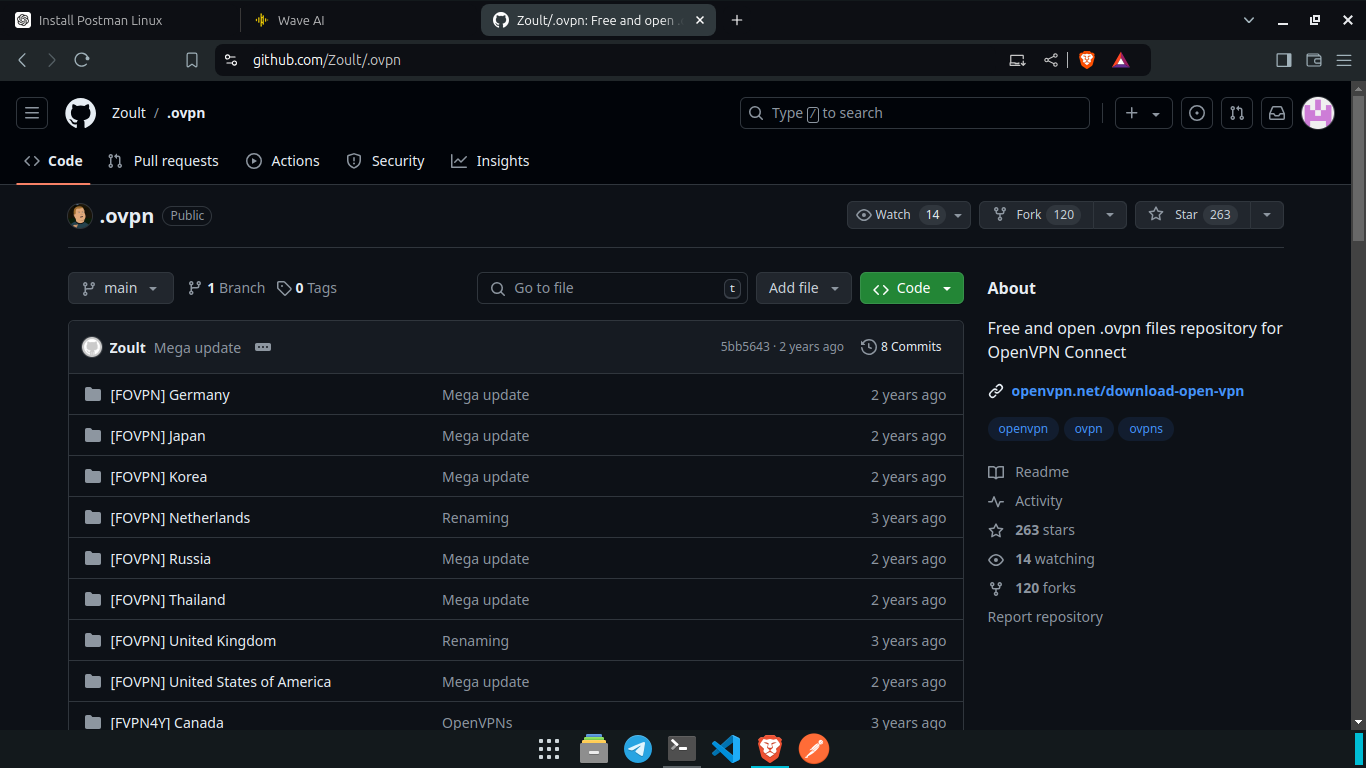 Install Postman Linux
Wave AI
Zoult/.ovpn: Free and open .
github.com/Zoult/.ovpn
Zoult / .ovpn
Type / to search
Code
Pull requests
Actions
Security
Insights
.ovpn Public
Watch 14
Fork 120
Star 263
main
1 Branch
0 Tags
Go to file t
Add file
Code
Zoult Mega update
5bb5643 · 2 years ago
8 Commits
[FOVPN] Germany Mega update 2 years ago
[FOVPN] Japan Mega update 2 years ago
[FOVPN] Korea Mega update 2 years ago
[FOVPN] Netherlands Renaming 3 years ago
[FOVPN] Russia Mega update 2 years ago
[FOVPN] Thailand Mega update 2 years ago
[FOVPN] United Kingdom Renaming 3 years ago
[FOVPN] United States of America Mega update 2 years ago
[FVPN4Y] Canada OpenVPNs 3 years ago
About
Free and open .ovpn files repository for
OpenVPN Connect
openvpn.net/download-open-vpn
openvpn ovpn ovpns
Readme
Activity
263 stars
14 watching
120 forks
Report repository